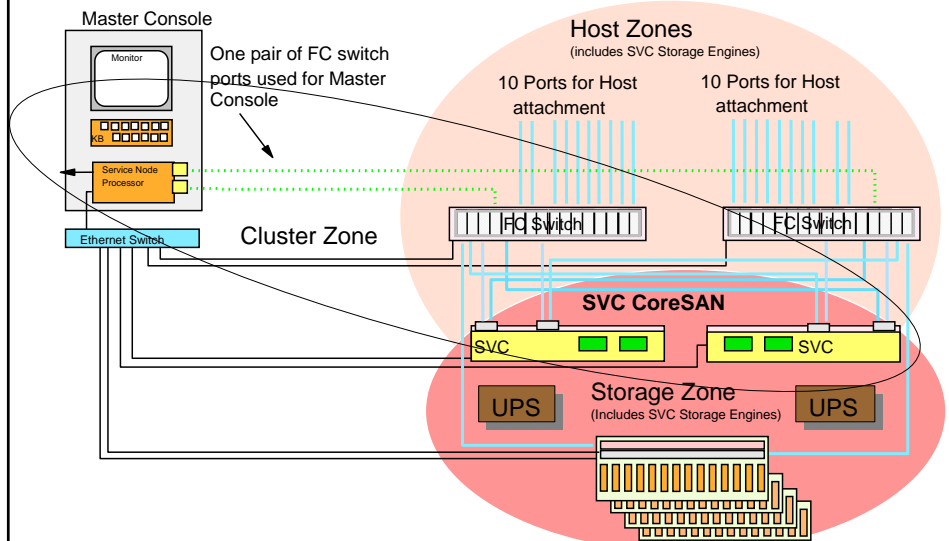 Master Console
Monitor
KB
Service Node
Processor
Ethernet Switch
One pair of FC switch
ports used for Master
Console
Cluster Zone
Host Zones
(includes SVC Storage Engines)
10 Ports for Host
attachment
10 Ports for Host
attachment
FC Switch
FC Switch
SVC CoreSAN
SVC
SVC
Storage Zone
(Includes SVC Storage Engines)
UPS
UPS